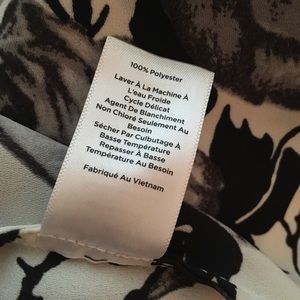 100% Polyester
Laver À La Machine À
L'eau Froide
Cycle Délicat
Agent De Blanchiment
Non Chloré Seulement Au
Besoin
Sécher Par Culbutage À
Basse Température
Repasser À Basse
Température Au Besoin
Fabriqué Au Vietnam